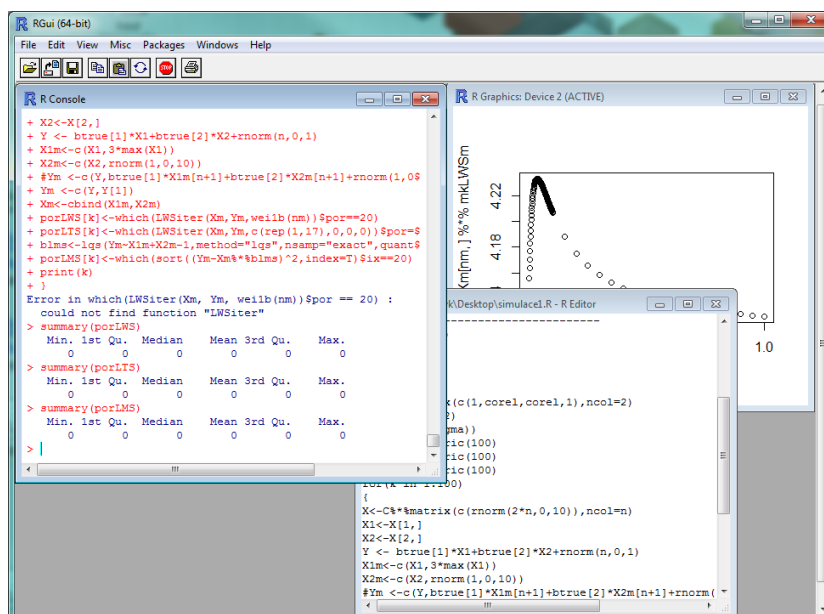 RGui (64-bit)
File Edit View Misc Packages Windows Help
STOP
R Console
+ X2<-X[2,]
+ Y <- btrue[1]*X1+btrue[2]*X2+rnorm(n,0,1)
+ X1m<-c(X1,3*max(X1))
+ X2m<-c(X2,rnorm(1,0,10))
+ #Ym <-c(Y,btrue[1]*X1m[n+1]+btrue[2]*X2m[n+1]+rnorm(1,0$
+ Ym <-c(Y,Y[1])
+ Xm<-cbind(X1m,X2m)
+ porLWS[k]<-which(LWSiter(Xm,Ym,weilb(nm))$por==20)
+ porLTS[k]<-which(LWSiter(Xm,Ym,c(rep(1,17),0,0,0))$por=$
+ blms<-lqs(Ym~X1m+X2m-1,method="lqs",nsamp="exact",quant$
+ porLMS[k]<-which(sort((Ym-Xm%*%blms)^2,index=T)$ix==20)
+ print(k)
+ }
Error in which(LWSiter(Xm, Ym, weilb(nm))$por == 20) :
could not find function "LWSiter"
> summary(porLWS)
Min. 1st Qu. Median Mean 3rd Qu. Max.
0 0 0 0 0 0
> summary(porLTS)
Min. 1st Qu. Median Mean 3rd Qu. Max.
0 0 0 0 0 0
> summary(porLMS)
Min. 1st Qu. Median Mean 3rd Qu. Max.
0 0 0 0 0 0
>
R Graphics: Device 2 (ACTIVE)
Xm[nm,] %*% mkLWSm
4.22
4.18
1.0
k\Desktop\simulace1.R - R Editor
x(c(1,corel,corel,1),ncol=2)
2)
gma))
ric(100)
ric(100)
ric(100)
for(k in 1:100)
{
X<-C%*%matrix(c(rnorm(2*n,0,10)),ncol=n)
X1<-X[1,]
X2<-X[2,]
Y <- btrue[1]*X1+btrue[2]*X2+rnorm(n,0,1)
X1m<-c(X1,3*max(X1))
X2m<-c(X2,rnorm(1,0,10))
#Ym <-c(Y,btrue[1]*X1m[n+1]+btrue[2]*X2m[n+1]+rnorm(